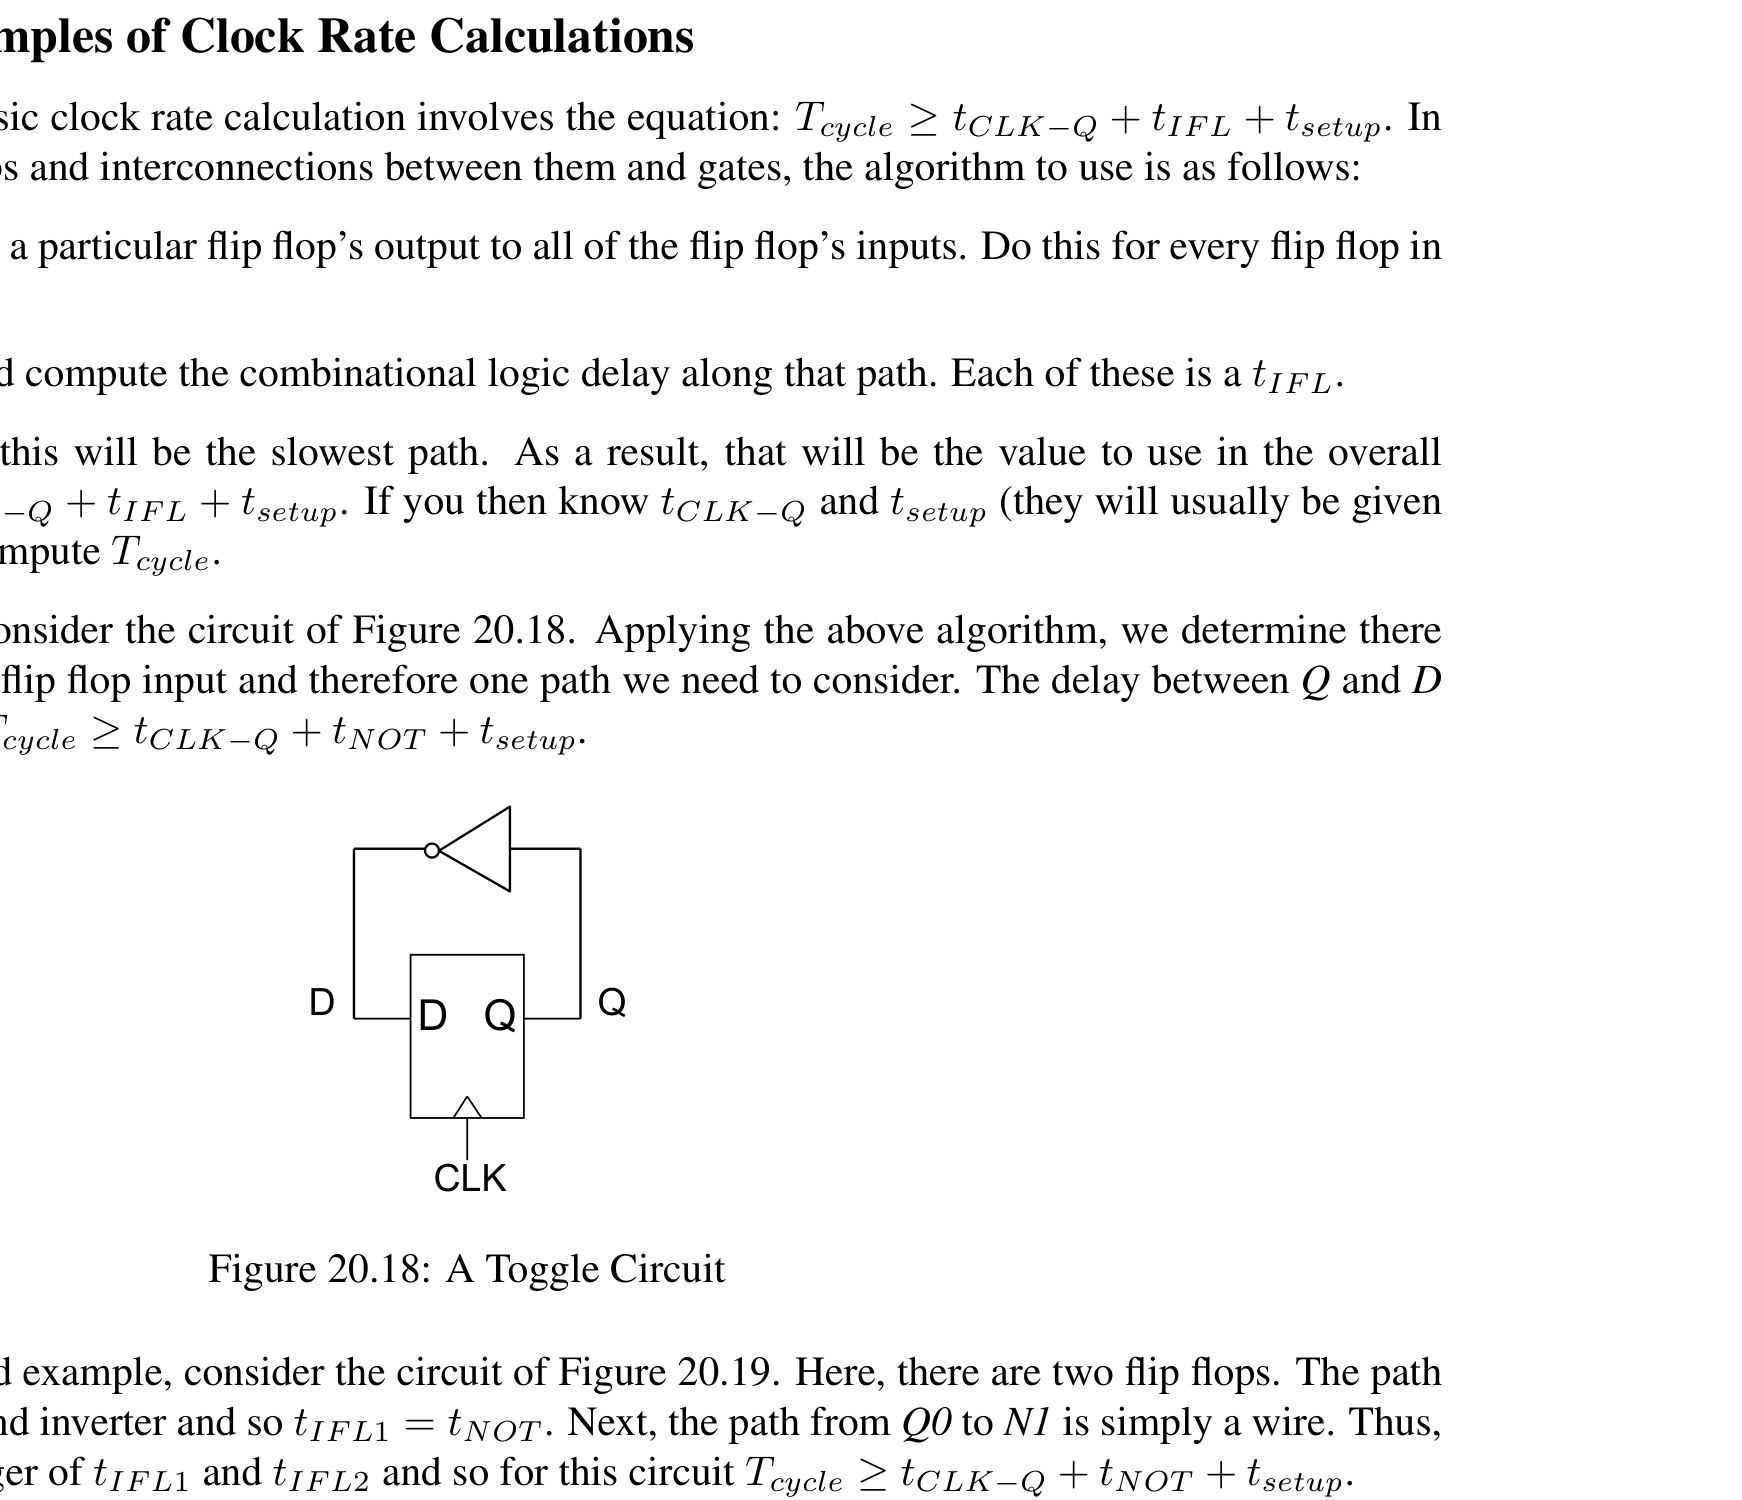 mples of Clock Rate Calculations
sic clock rate calculation involves the equation: $T_{cycle} \geq t_{CLK-Q} + t_{IFL} + t_{setup}$. In
s and interconnections between them and gates, the algorithm to use is as follows:
a particular flip flop's output to all of the flip flop's inputs. Do this for every flip flop in
d compute the combinational logic delay along that path. Each of these is a $t_{IFL}$.
this will be the slowest path. As a result, that will be the value to use in the overall
$_{-Q} + t_{IFL} + t_{setup}$. If you then know $t_{CLK-Q}$ and $t_{setup}$ (they will usually be given
mpute $T_{cycle}$.
onsider the circuit of Figure 20.18. Applying the above algorithm, we determine there
flip flop input and therefore one path we need to consider. The delay between Q and D
$T_{cycle} \geq t_{CLK-Q} + t_{NOT} + t_{setup}$.
D
D Q
Q
CLK
Figure 20.18: A Toggle Circuit
d example, consider the circuit of Figure 20.19. Here, there are two flip flops. The path
nd inverter and so $t_{IFL1} = t_{NOT}$. Next, the path from Q0 to N1 is simply a wire. Thus,
ger of $t_{IFL1}$ and $t_{IFL2}$ and so for this circuit $T_{cycle} \geq t_{CLK-Q} + t_{NOT} + t_{setup}$.